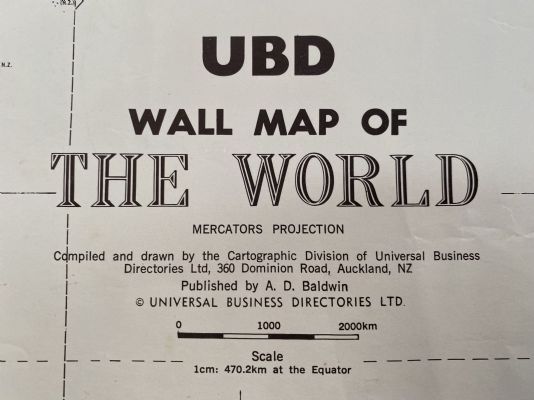 (N.Z.)
N.Z.
UBD
WALL MAP OF
THE WORLD
MERCATORS PROJECTION
Compiled and drawn by the Cartographic Division of Universal Business
Directories Ltd, 360 Dominion Road, Auckland, NZ
Published by A. D. Baldwin
© UNIVERSAL BUSINESS DIRECTORIES LTD.
0 1000 2000km
Scale
1cm: 470.2km at the Equator